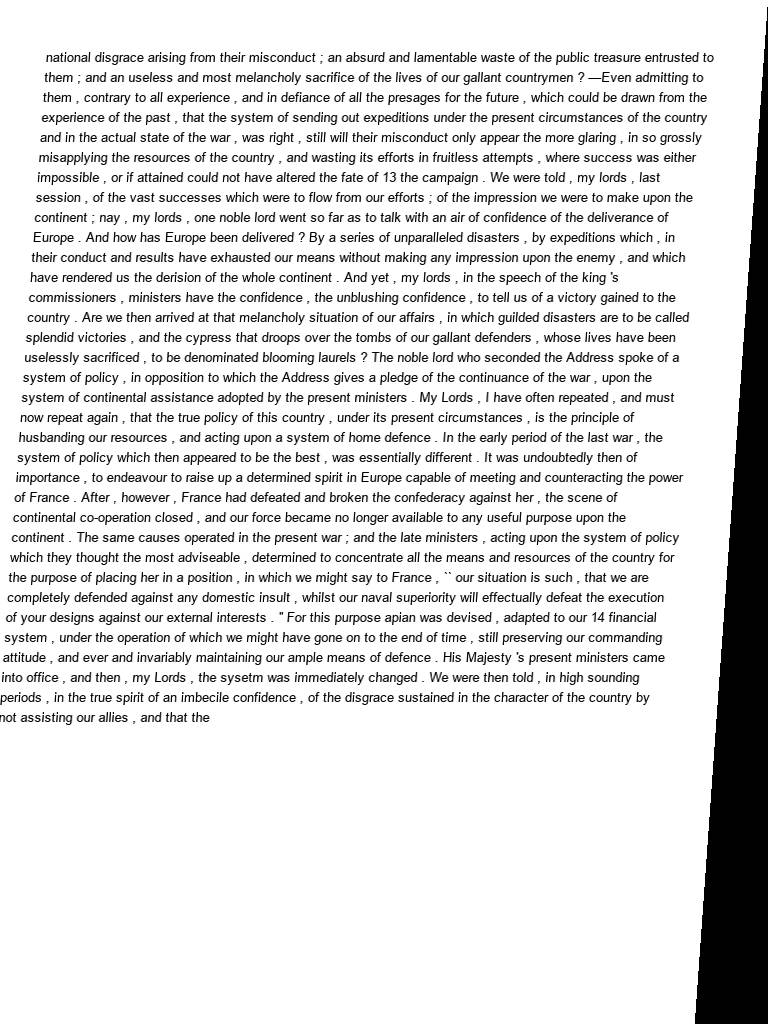 national disgrace arising from their misconduct ; an absurd and lamentable waste of the public treasure entrusted to
them ; and an useless and most melancholy sacrifice of the lives of our gallant countrymen ? —Even admitting to
them , contrary to all experience , and in defiance of all the presages for the future , which could be drawn from the
experience of the past , that the system of sending out expeditions under the present circumstances of the country
and in the actual state of the war , was right , still will their misconduct only appear the more glaring , in so grossly
misapplying the resources of the country , and wasting its efforts in fruitless attempts , where success was either
impossible , or if attained could not have altered the fate of 13 the campaign . We were told , my lords , last
session , of the vast successes which were to flow from our efforts ; of the impression we were to make upon the
continent ; nay , my lords , one noble lord went so far as to talk with an air of confidence of the deliverance of
Europe . And how has Europe been delivered ? By a series of unparalleled disasters , by expeditions which , in
their conduct and results have exhausted our means without making any impression upon the enemy , and which
have rendered us the derision of the whole continent . And yet , my lords , in the speech of the king 's
commissioners , ministers have the confidence , the unblushing confidence , to tell us of a victory gained to the
country . Are we then arrived at that melancholy situation of our affairs , in which guilded disasters are to be called
splendid victories , and the cypress that droops over the tombs of our gallant defenders , whose lives have been
uselessly sacrificed , to be denominated blooming laurels ? The noble lord who seconded the Address spoke of a
system of policy , in opposition to which the Address gives a pledge of the continuance of the war , upon the
system of continental assistance adopted by the present ministers . My Lords , I have often repeated , and must
now repeat again , that the true policy of this country , under its present circumstances , is the principle of
husbanding our resources , and acting upon a system of home defence . In the early period of the last war , the
system of policy which then appeared to be the best , was essentially different . It was undoubtedly then of
importance , to endeavour to raise up a determined spirit in Europe capable of meeting and counteracting the power
of France . After , however , France had defeated and broken the confederacy against her , the scene of
continental co-operation closed , and our force became no longer available to any useful purpose upon the
continent . The same causes operated in the present war ; and the late ministers , acting upon the system of policy
which they thought the most adviseable , determined to concentrate all the means and resources of the country for
the purpose of placing her in a position , in which we might say to France , `` our situation is such , that we are
completely defended against any domestic insult , whilst our naval superiority will effectually defeat the execution
of your designs against our external interests . " For this purpose apian was devised , adapted to our 14 financial
system , under the operation of which we might have gone on to the end of time , still preserving our commanding
attitude , and ever and invariably maintaining our ample means of defence . His Majesty 's present ministers came
into office , and then , my Lords , the sysetm was immediately changed . We were then told , in high sounding
periods , in the true spirit of an imbecile confidence , of the disgrace sustained in the character of the country by
not assisting our allies , and that the